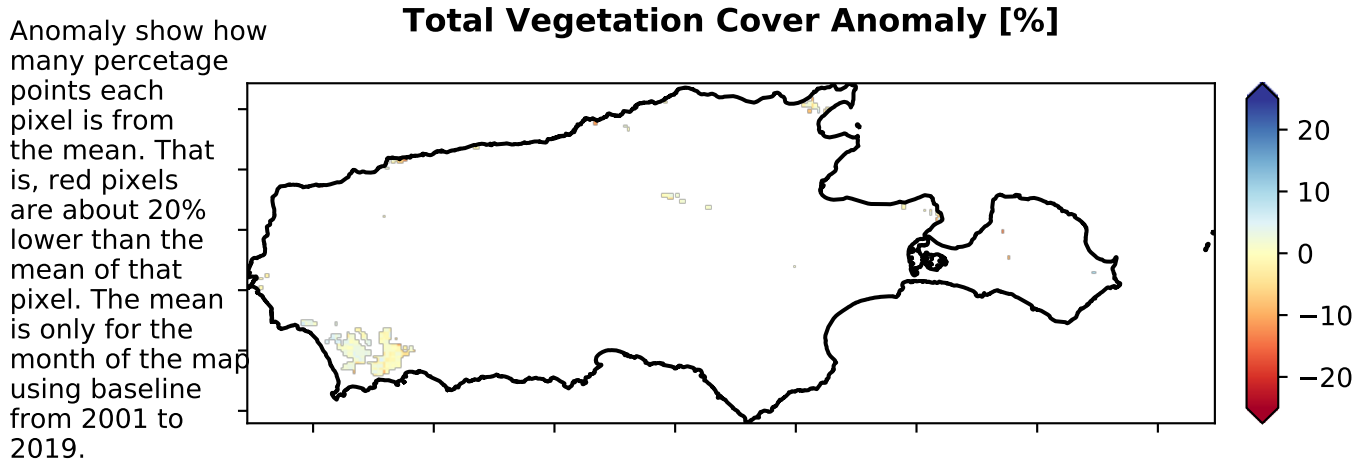 Total Vegetation Cover Anomaly [%]
Anomaly show how
many percetage
points each
pixel is from
the mean. That
is, red pixels
are about 20%
lower than the
mean of that
pixel. The mean
is only for the
month of the map
using baseline
from 2001 to
2019.
20
10
0
−10
−20